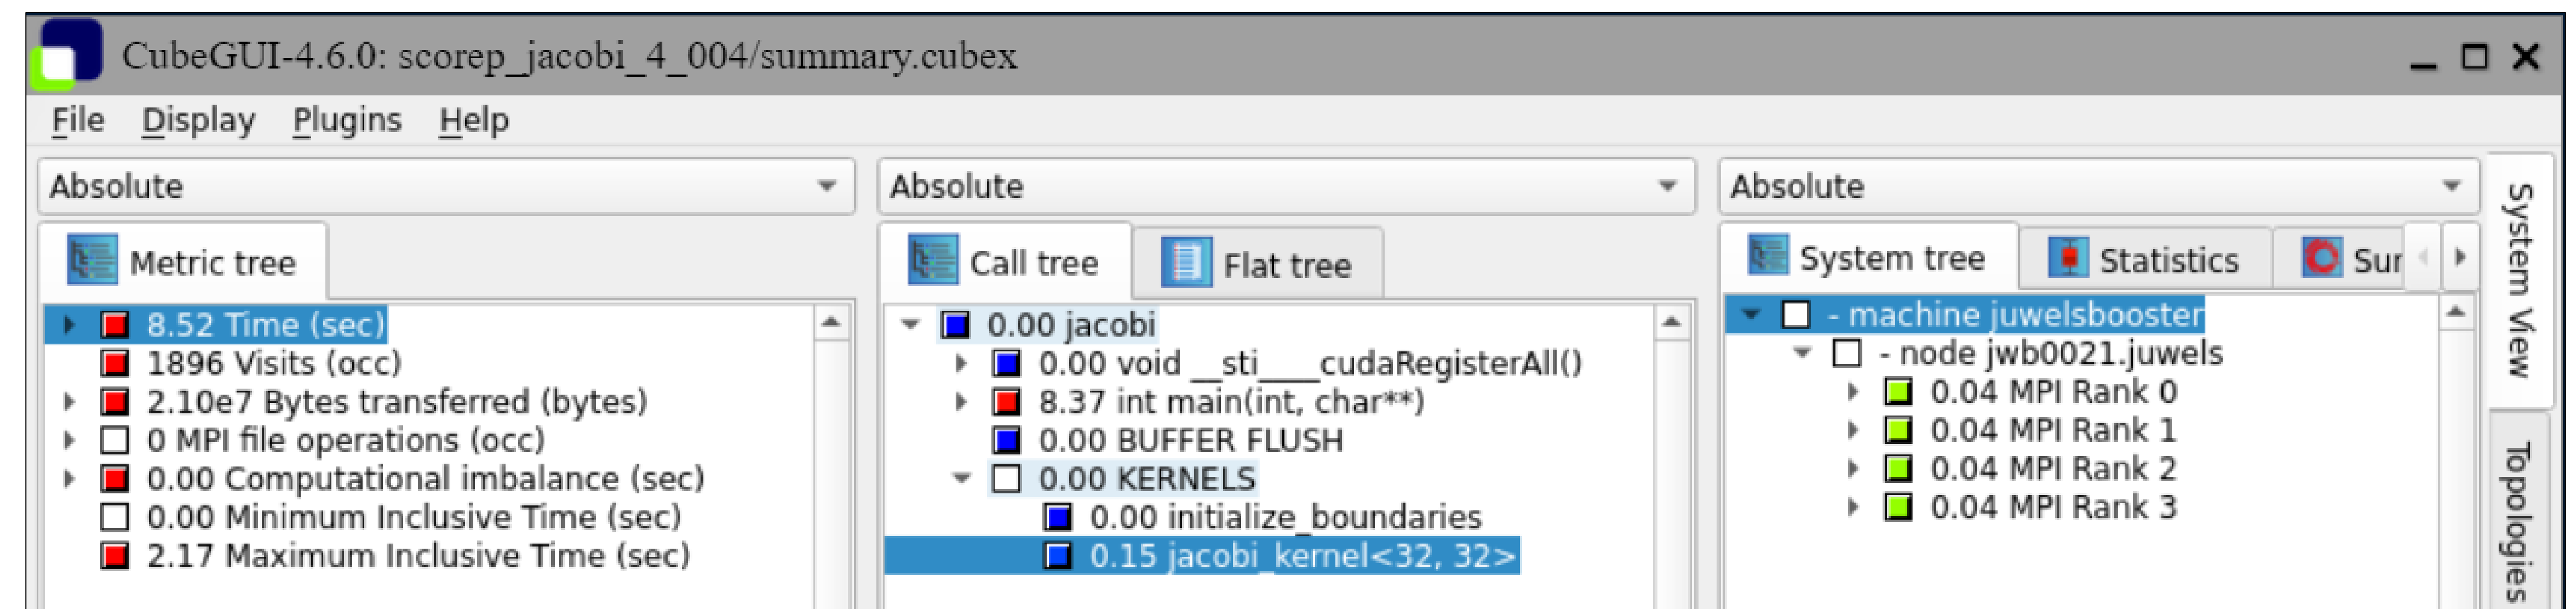 CubeGUI-4.6.0: scorep_jacobi_4_004/summary.cubex
File Display Plugins Help
Absolute
Metric tree
8.52 Time (sec)
1896 Visits (occ)
2.10e7 Bytes transferred (bytes)
0 MPI file operations (occ)
0.00 Computational imbalance (sec)
0.00 Minimum Inclusive Time (sec)
2.17 Maximum Inclusive Time (sec)
Absolute
Call tree Flat tree
0.00 jacobi
0.00 void __sti____cudaRegisterAll()
8.37 int main(int, char**)
0.00 BUFFER FLUSH
0.00 KERNELS
0.00 initialize_boundaries
0.15 jacobi_kernel<32, 32>
Absolute
System tree Statistics Sur
- machine juwelsbooster
- node jwb0021.juwels
0.04 MPI Rank 0
0.04 MPI Rank 1
0.04 MPI Rank 2
0.04 MPI Rank 3
System View
Topologies